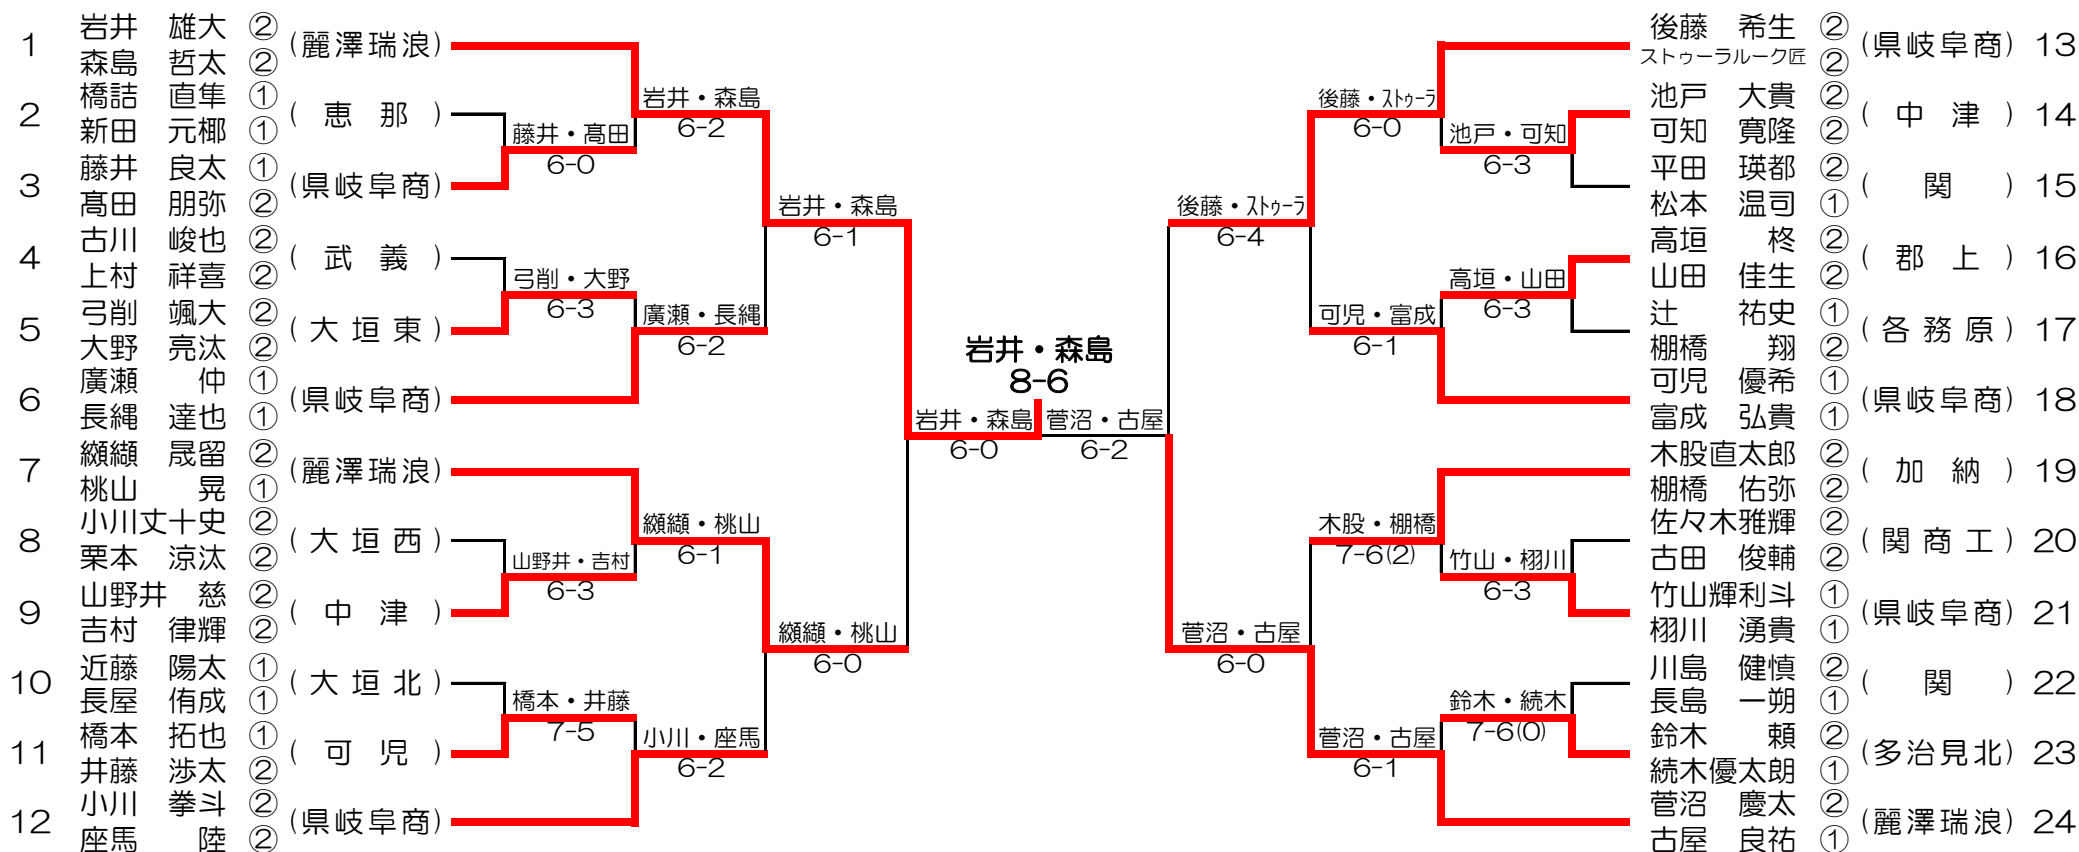 1 岩井 雄大 ② (麗澤瑞浪)
森島 哲太 ②
2 橋詰 直隼 ① (恵那)
新田 元椰 ①
3 藤井 良太 ① (県岐阜商)
髙田 朋弥 ②
4 古川 峻也 ② (武義)
上村 祥喜 ②
5 弓削 颯大 ② (大垣東)
大野 亮汰 ②
6 廣瀬 仲 ① (県岐阜商)
長縄 達也 ①
7 纐纈 晟留 ② (麗澤瑞浪)
桃山 晃 ①
8 小川丈十史 ② (大垣西)
栗本 涼汰 ②
9 山野井 慈 ② (中津)
吉村 律輝 ②
10 近藤 陽太 ① (大垣北)
長屋 侑成 ①
11 橋本 拓也 ① (可児)
井藤 渉太 ②
12 小川 拳斗 ② (県岐阜商)
座馬 陸 ②
藤井・髙田
6-0
弓削・大野
6-3
山野井・吉村
6-3
橋本・井藤
7-5
岩井・森島
6-2
廣瀬・長縄
6-2
纐纈・桃山
6-1
小川・座馬
6-2
岩井・森島
6-1
纐纈・桃山
6-0
岩井・森島
6-0
岩井・森島
8-6
菅沼・古屋
6-2
後藤・ストゥーラ
6-4
菅沼・古屋
6-0
後藤・ストゥーラ
6-0
可児・富成
6-1
木股・棚橋
7-6(2)
菅沼・古屋
6-1
池戸・可知
6-3
高垣・山田
6-3
竹山・栩川
6-3
鈴木・続木
7-6(0)
後藤 希生 ② (県岐阜商) 13
ストゥーラルーク匠 ②
池戸 大貴 ② (中津) 14
可知 寛隆 ②
平田 瑛都 ② (関) 15
松本 温司 ①
高垣 柊 ② (郡上) 16
山田 佳生 ②
辻 祐史 ① (各務原) 17
棚橋 翔 ②
可児 優希 ① (県岐阜商) 18
富成 弘貴 ①
木股直太郎 ② (加納) 19
棚橋 佑弥 ②
佐々木雅輝 ② (関商工) 20
古田 俊輔 ②
竹山輝利斗 ① (県岐阜商) 21
栩川 湧貴 ①
川島 健慎 ② (関) 22
長島 一朔 ①
鈴木 頼 ② (多治見北) 23
続木優太朗 ①
菅沼 慶太 ② (麗澤瑞浪) 24
古屋 良祐 ①